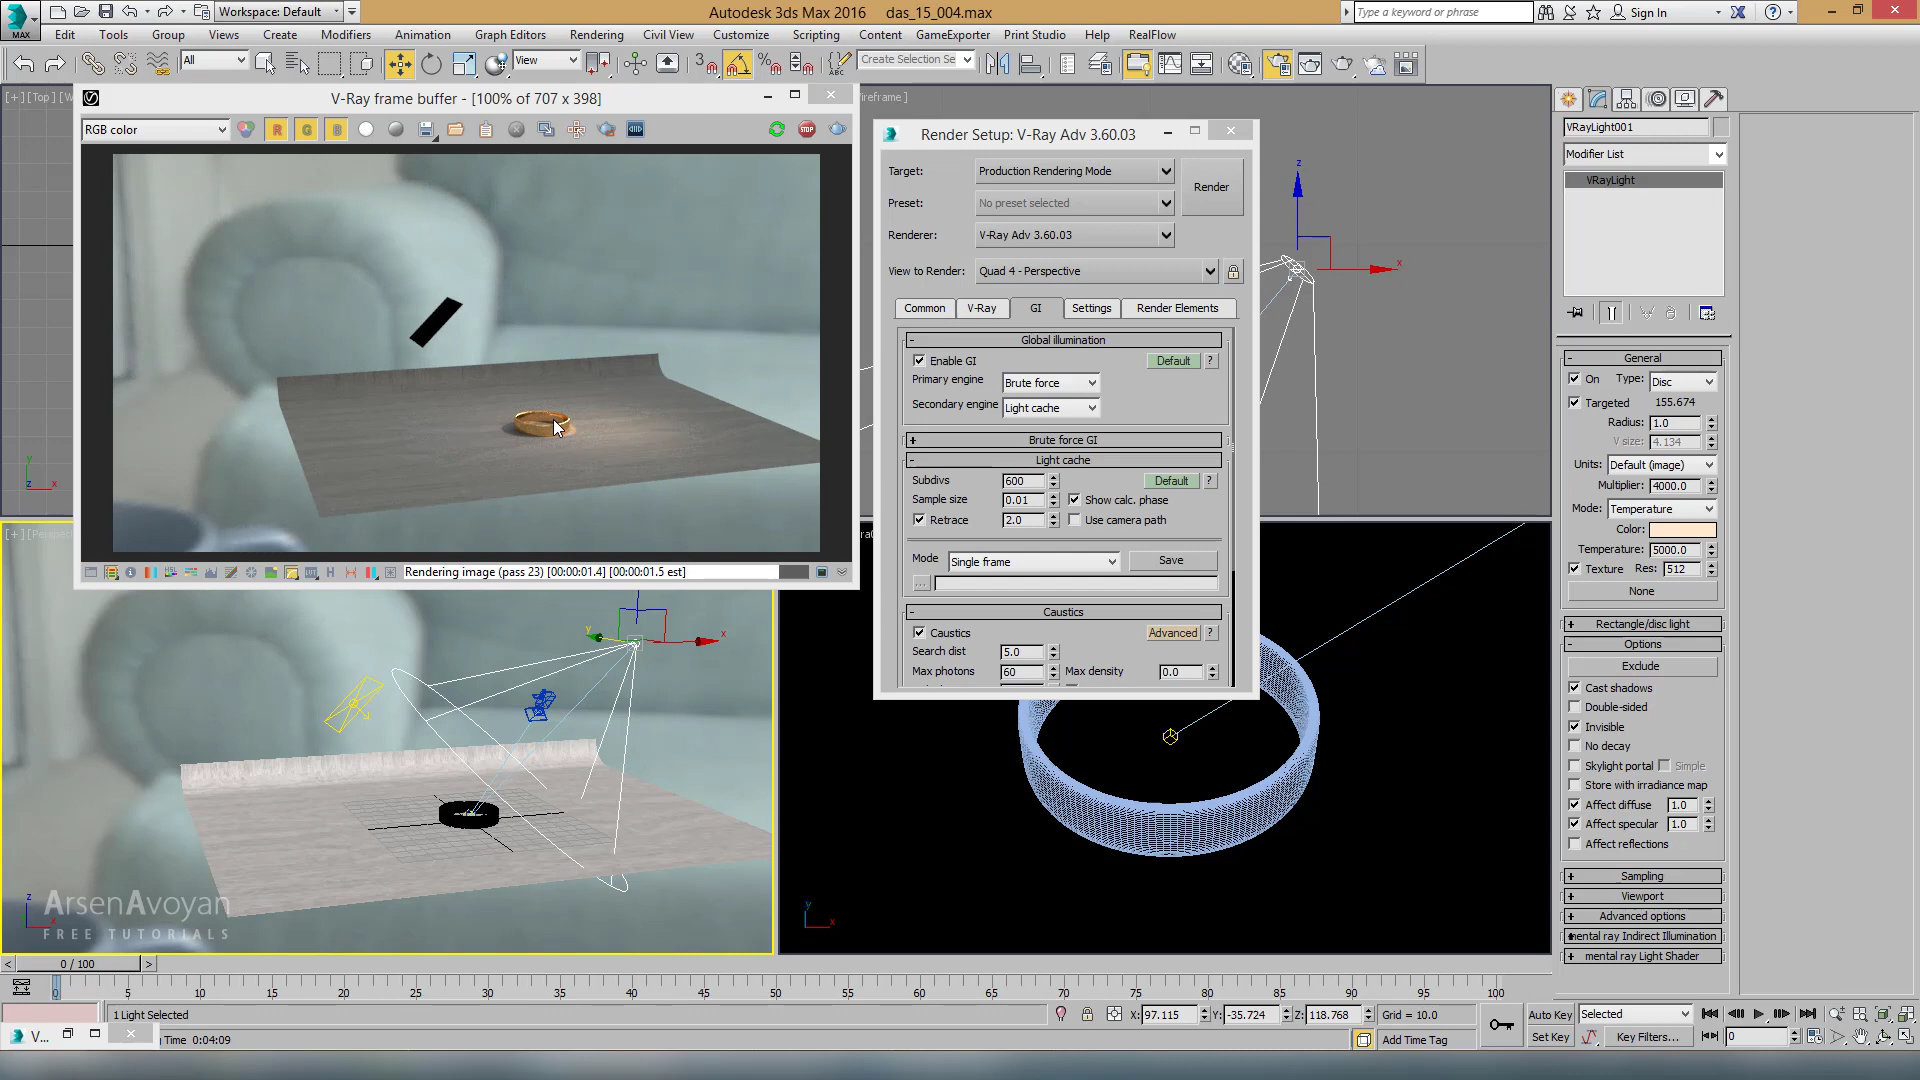 MAX
Workspace: Default
Autodesk 3ds Max 2016
das_15_004.max
Type a keyword or phrase
Sign In
Edit
Tools
Group
Views
Create
Modifiers
Animation
Graph Editors
Rendering
Civil View
Customize
Scripting
Content
GameExporter
Print Studio
Help
RealFlow
All
View
3
ABC
Create Selection Se
[+] [Top]
V-Ray frame buffer - [100% of 707 x 398]
RGB color
R
G
B
STOP
Rendering image (pass 23) [00:00:01.4] [00:00:01.5 est]
Render Setup: V-Ray Adv 3.60.03
Target:
Production Rendering Mode
Render
Preset:
No preset selected
Renderer:
V-Ray Adv 3.60.03
View to Render:
Quad 4 - Perspective
Common
V-Ray
GI
Settings
Render Elements
- Global illumination
Enable GI
Default
?
Primary engine
Brute force
Secondary engine
Light cache
+ Brute force GI
- Light cache
Subdivs
600
Default
?
Sample size
0.01
Show calc. phase
Retrace
2.0
Use camera path
Mode
Single frame
Save
...
- Caustics
Caustics
Advanced
?
Search dist
5.0
Max photons
60
Max density
0.0
VRayLight001
Modifier List
VRayLight
- General
On
Type:
Disc
Targeted
155.674
Radius:
1.0
V size:
4.134
Units:
Default (image)
Multiplier:
4000.0
Mode:
Temperature
Color:
Temperature:
5000.0
Texture
Res:
512
None
+ Rectangle/disc light
- Options
Exclude
Cast shadows
Double-sided
Invisible
No decay
Skylight portal
Simple
Store with irradiance map
Affect diffuse
1.0
Affect specular
1.0
Affect reflections
+ Sampling
+ Viewport
+ Advanced options
mental ray Indirect Illumination
+ mental ray Light Shader
z
x
y
z
x
z
x
y
x
y
x
ArsenAvoyan
FREE TUTORIALS
< 0 / 100 >
0
5
10
15
20
25
30
35
40
45
50
55
60
65
70
75
80
85
90
95
100
1 Light Selected
X:
97.115
Y:
-35.724
Z:
118.768
Grid = 10.0
Auto Key
Selected
V...
Time 0:04:09
Add Time Tag
Set Key
Key Filters...
0